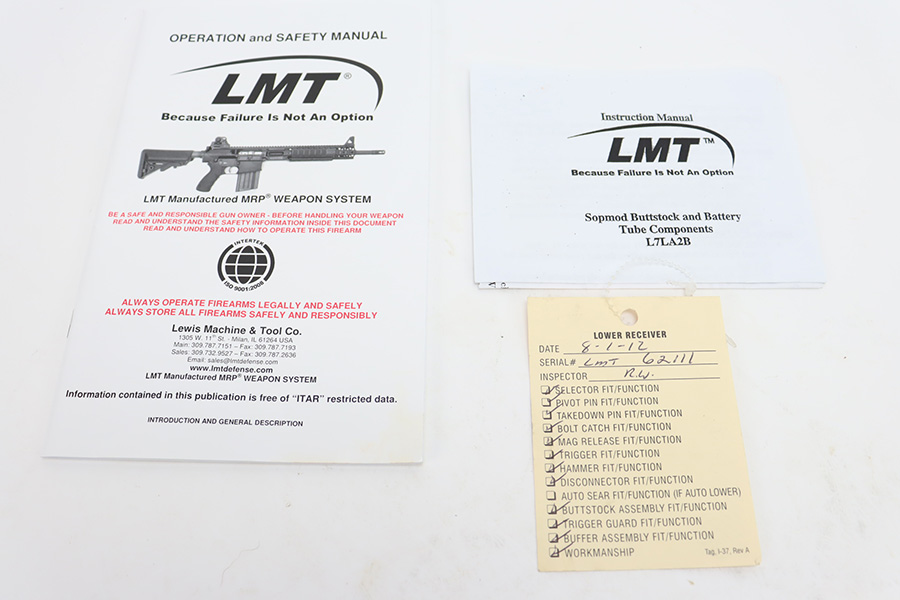 OPERATION and SAFETY MANUAL
LMT®
Because Failure Is Not An Option
LMT Manufactured MRP® WEAPON SYSTEM
BE A SAFE AND RESPONSIBLE GUN OWNER - BEFORE HANDLING YOUR WEAPON
READ AND UNDERSTAND THE SAFETY INFORMATION INSIDE THIS DOCUMENT
READ AND UNDERSTAND HOW TO OPERATE THIS FIREARM
INTERTEK
ISO 9001:2008
ALWAYS OPERATE FIREARMS LEGALLY AND SAFELY
ALWAYS STORE ALL FIREARMS SAFELY AND RESPONSIBLY
Lewis Machine & Tool Co.
1305 W. 11th St. - Milan, IL 61264 USA
Main: 309.787.7151 – Fax: 309.787.7193
Sales: 309.732.9527 – Fax: 309.787.2636
Email: sales@lmtdefense.com
www.lmtdefense.com
LMT Manufactured MRP® WEAPON SYSTEM
Information contained in this publication is free of "ITAR" restricted data.
INTRODUCTION AND GENERAL DESCRIPTION
Instruction Manual
LMT™
Because Failure Is Not An Option
Sopmod Buttstock and Battery
Tube Components
L7LA2B
LOWER RECEIVER
DATE 8-1-12
SERIAL# LMT 62111
INSPECTOR R.W.
SELECTOR FIT/FUNCTION
PIVOT PIN FIT/FUNCTION
TAKEDOWN PIN FIT/FUNCTION
BOLT CATCH FIT/FUNCTION
MAG RELEASE FIT/FUNCTION
TRIGGER FIT/FUNCTION
HAMMER FIT/FUNCTION
DISCONNECTOR FIT/FUNCTION
AUTO SEAR FIT/FUNCTION (IF AUTO LOWER)
BUTTSTOCK ASSEMBLY FIT/FUNCTION
TRIGGER GUARD FIT/FUNCTION
BUFFER ASSEMBLY FIT/FUNCTION
WORKMANSHIP
Tag, I-37, Rev A